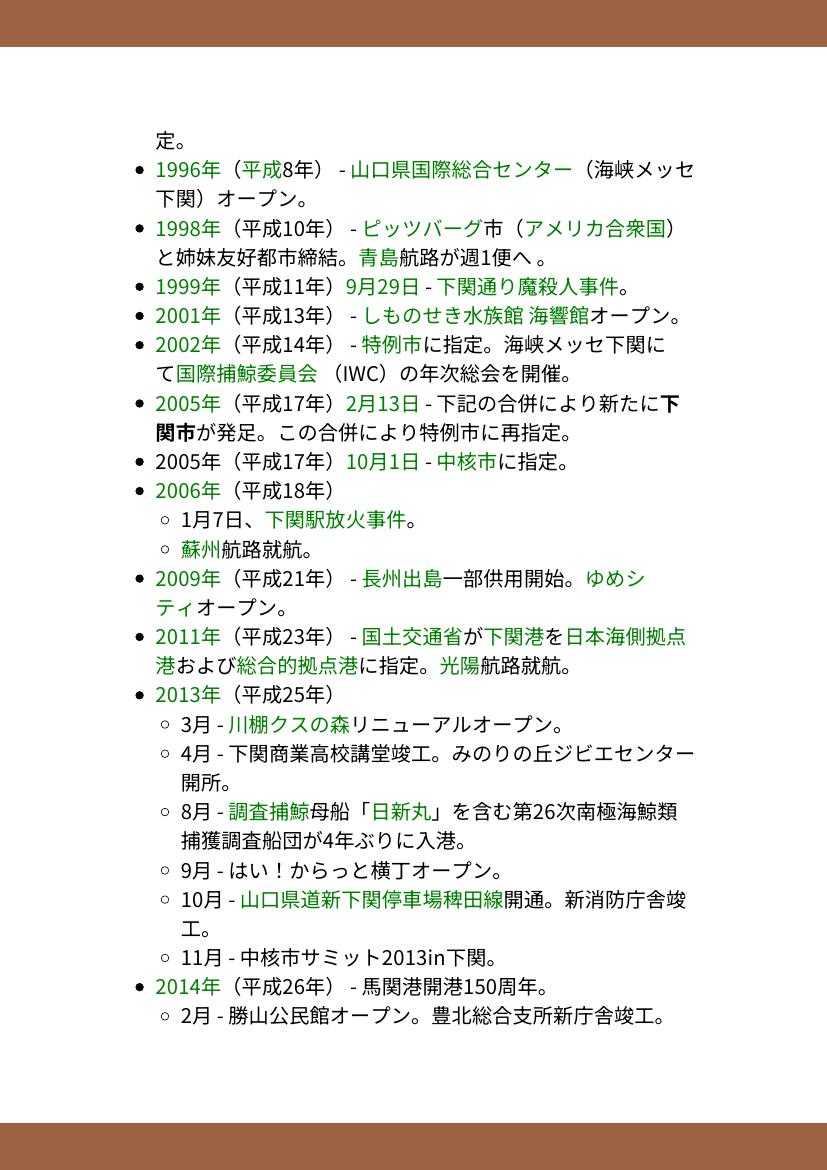 定。
1996年（平成8年） - 山口県国際総合センター（海峡メッセ
下関）オープン。
1998年（平成10年） - ピッツバーグ市（アメリカ合衆国）
と姉妹友好都市締結。青島航路が週1便へ 。
1999年（平成11年）9月29日 - 下関通り魔殺人事件。
2001年（平成13年） - しものせき水族館 海響館オープン。
2002年（平成14年） - 特例市に指定。海峡メッセ下関に
て国際捕鯨委員会 （IWC）の年次総会を開催。
2005年（平成17年）2月13日 - 下記の合併により新たに下
関市が発足。この合併により特例市に再指定。
2005年（平成17年）10月1日 - 中核市に指定。
2006年（平成18年）
1月7日、下関駅放火事件。
蘇州航路就航。
2009年（平成21年） - 長州出島一部供用開始。ゆめシ
ティオープン。
2011年（平成23年） - 国土交通省が下関港を日本海側拠点
港および総合的拠点港に指定。光陽航路就航。
2013年（平成25年）
3月 - 川棚クスの森リニューアルオープン。
4月 - 下関商業高校講堂竣工。みのりの丘ジビエセンター
開所。
8月 - 調査捕鯨母船「日新丸」を含む第26次南極海鯨類
捕獲調査船団が4年ぶりに入港。
9月 - はい！からっと横丁オープン。
10月 - 山口県道新下関停車場稗田線開通。新消防庁舎竣
工。
11月 - 中核市サミット2013in下関。
2014年（平成26年） - 馬関港開港150周年。
2月 - 勝山公民館オープン。豊北総合支所新庁舎竣工。